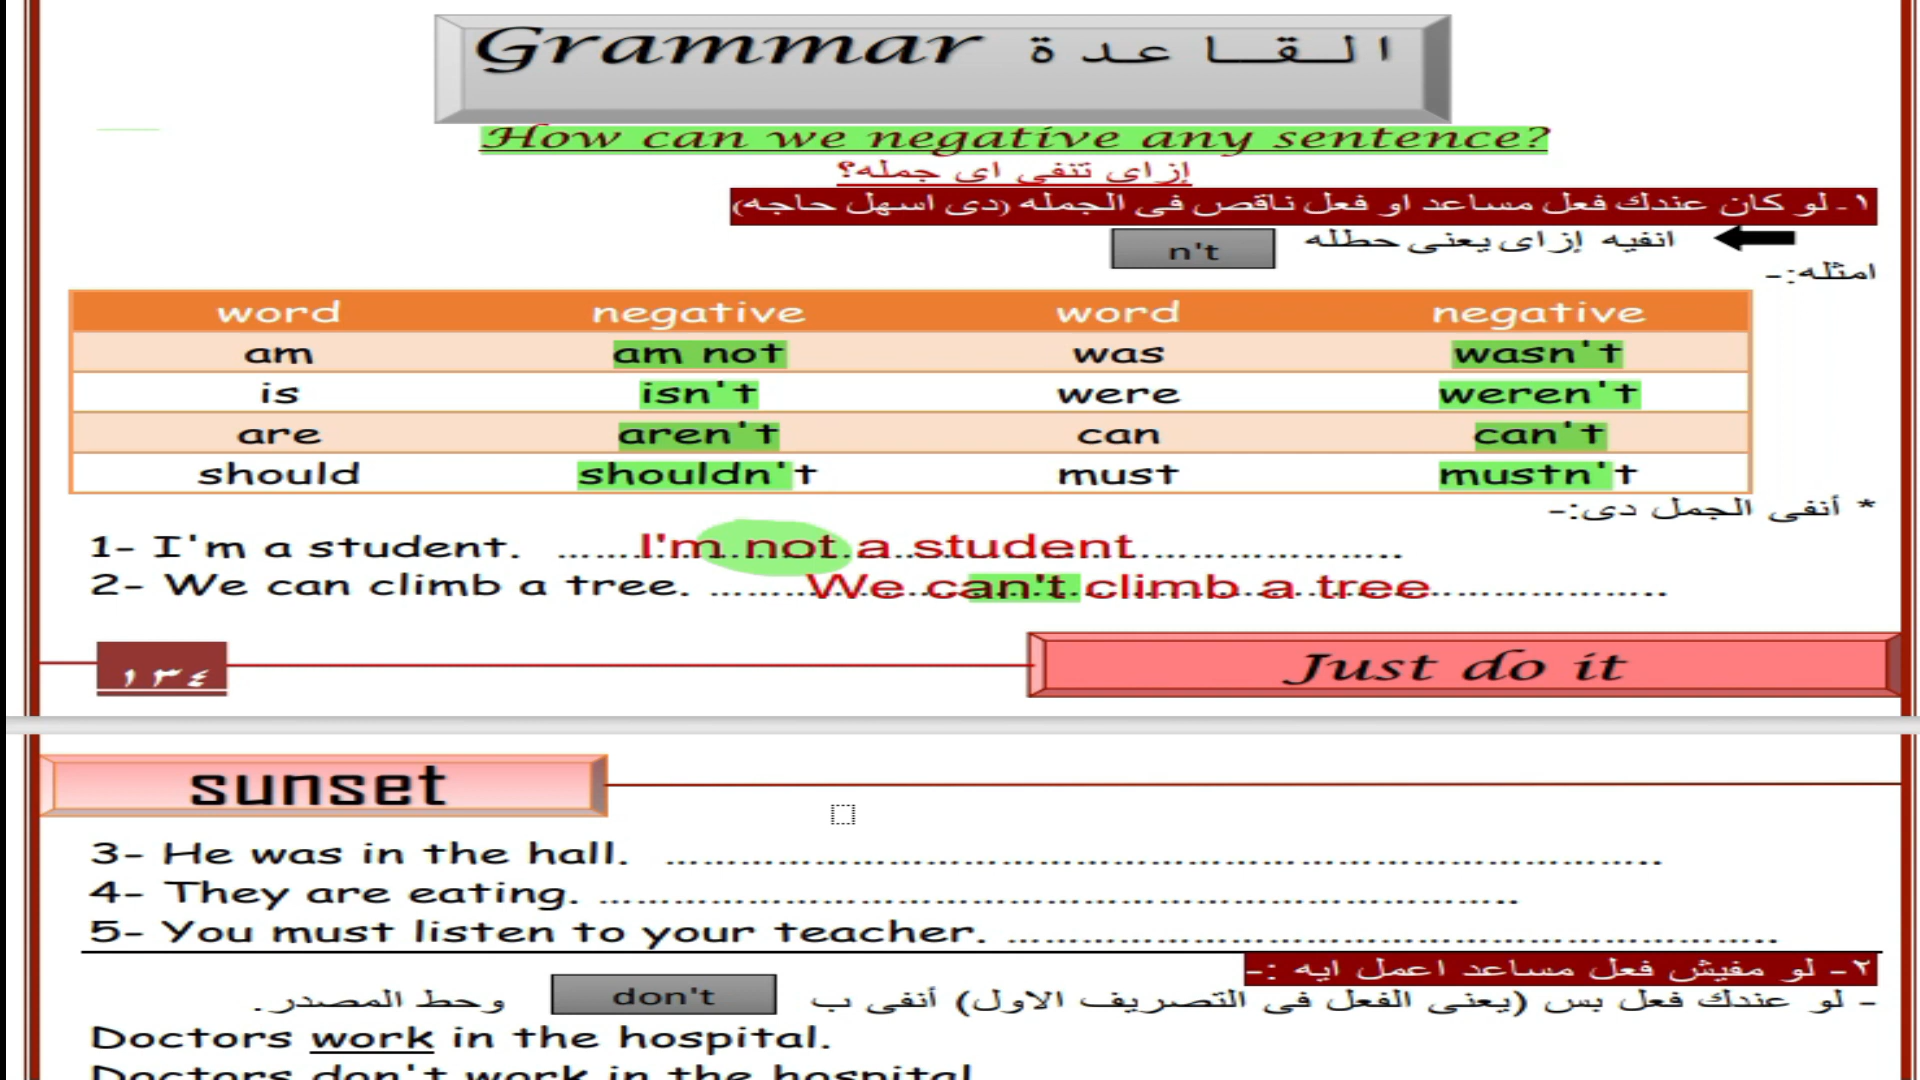 Grammar القاعدة
How can we negative any sentence?
إزاى تنفى اى جمله؟
١- لو كان عندك فعل مساعد او فعل ناقص فى الجمله (دى اسهل حاجه)
انفيه إزاى يعنى حطله n't
امثله:-
word negative word negative
am am not was wasn't
is isn't were weren't
are aren't can can't
should shouldn't must mustn't
* أنفى الجمل دى:-
1- I'm a student. ........I'm not a student................................
2- We can climb a tree. ............We can't climb a tree................................
١٣٤
Just do it
sunset
3- He was in the hall. ................................................................
4- They are eating. ................................................................
5- You must listen to your teacher. ................................................................
٢- لو مفيش فعل مساعد اعمل ايه :-
- لو عندك فعل بس (يعنى الفعل فى التصريف الاول) أنفى ب don't وحط المصدر.
Doctors work in the hospital.
Doctors don't work in the hospital